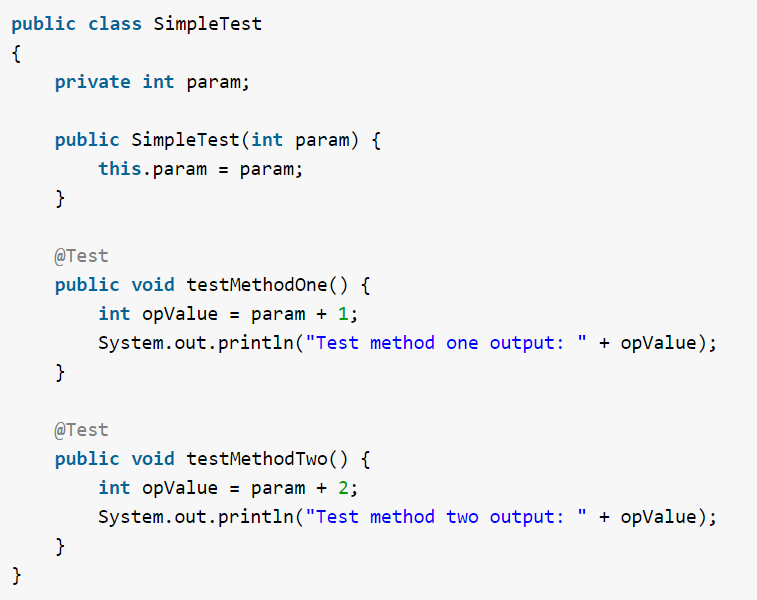 public class SimpleTest
{
    private int param;

    public SimpleTest(int param) {
        this.param = param;
    }

    @Test
    public void testMethodOne() {
        int opValue = param + 1;
        System.out.println("Test method one output: " + opValue);
    }

    @Test
    public void testMethodTwo() {
        int opValue = param + 2;
        System.out.println("Test method two output: " + opValue);
    }
}